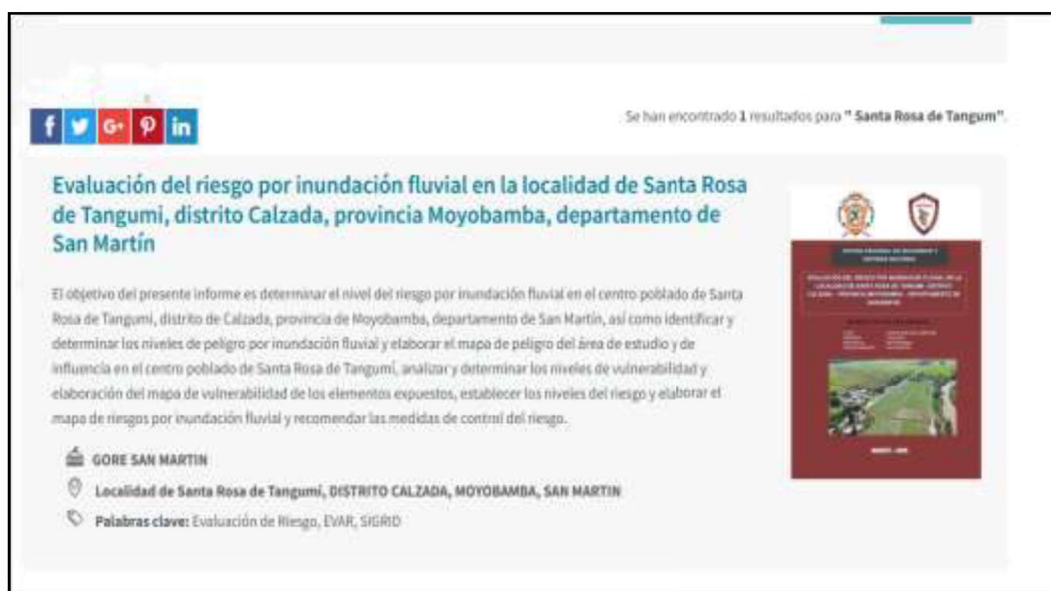 Se han encontrado 1 resultados para " Santa Rosa de Tangum".
Evaluación del riesgo por inundación fluvial en la localidad de Santa Rosa
de Tangumi, distrito Calzada, provincia Moyobamba, departamento de
San Martín
El objetivo del presente informe es determinar el nivel del riesgo por inundación fluvial en el centro poblado de Santa
Rosa de Tangumi, distrito de Calzada, provincia de Moyobamba, departamento de San Martín, así como identificar y
determinar los niveles de peligro por inundación fluvial y elaborar el mapa de peligro del área de estudio y de
influencia en el centro poblado de Santa Rosa de Tangumí, analizar y determinar los niveles de vulnerabilidad y
elaboración del mapa de vulnerabilidad de los elementos expuestos, establecer los niveles del riesgo y elaborar el
mapa de riesgos por inundación fluvial y recomendar las medidas de control del riesgo.
GORE SAN MARTIN
Localidad de Santa Rosa de Tangumí, DISTRITO CALZADA, MOYOBAMBA, SAN MARTIN
Palabras clave: Evaluación de Riesgo, EVAR, SIGRID